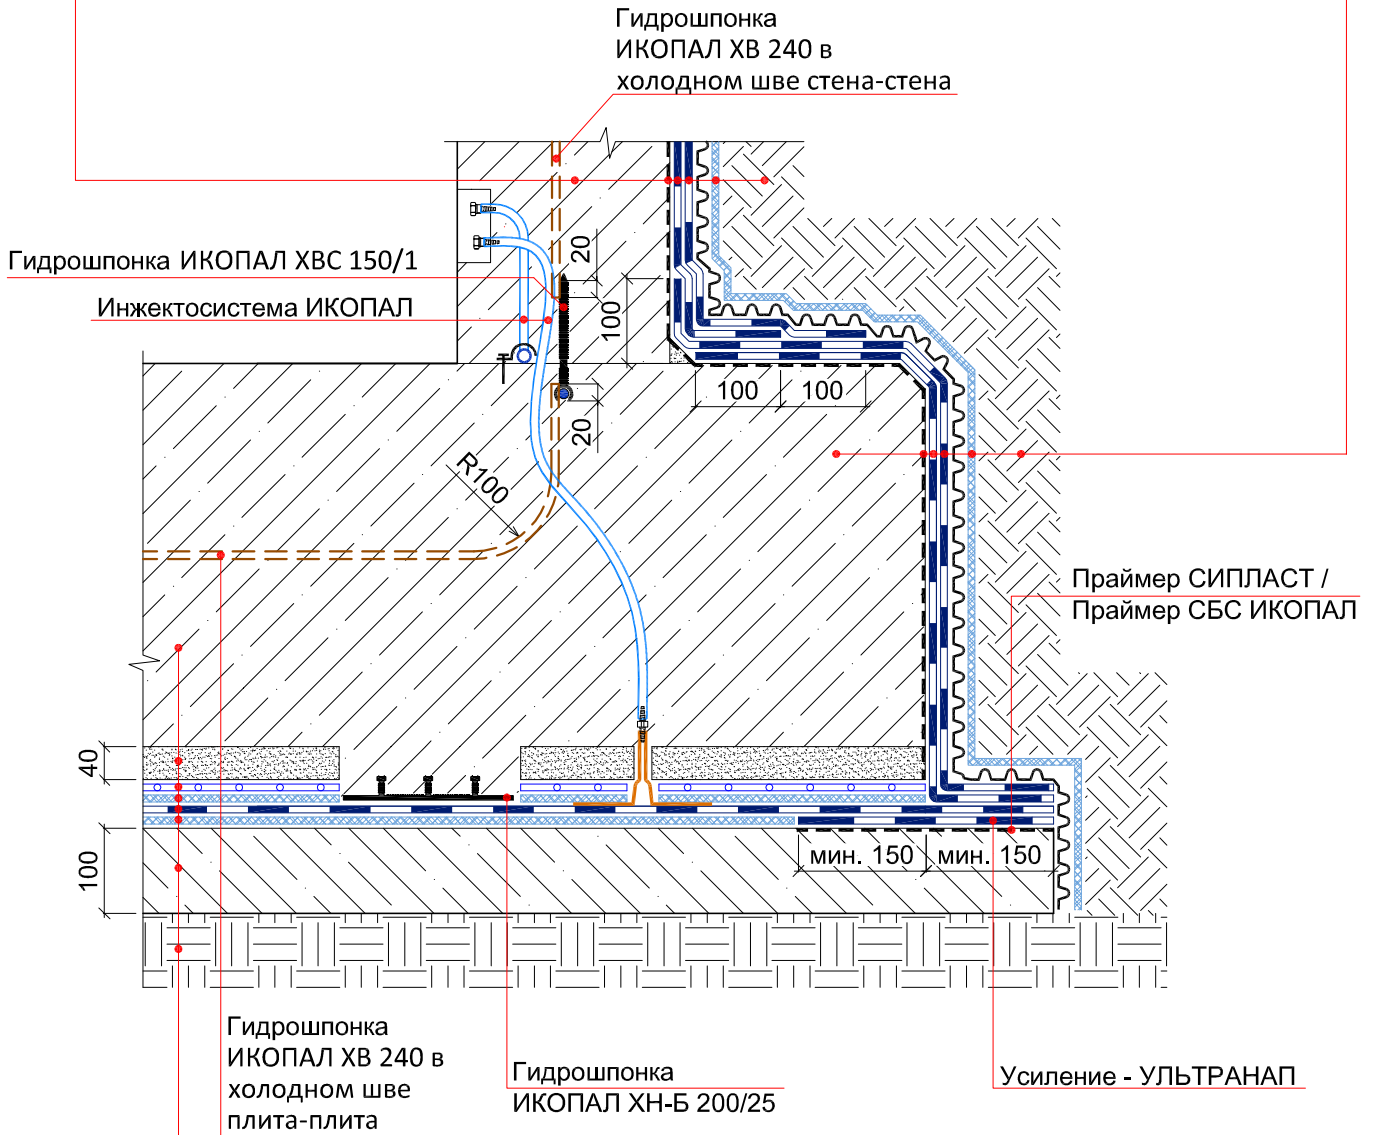 Гидрошпонка
ИКОПАЛ ХВ 240 в
холодном шве стена-стена
Гидрошпонка ИКОПАЛ ХВС 150/1
Инжектосистема ИКОПАЛ
20
100
100
100
20
R100
Праймер СИПЛАСТ /
Праймер СБС ИКОПАЛ
40
100
мин. 150
мин. 150
Гидрошпонка
ИКОПАЛ ХВ 240 в
холодном шве
плита-плита
Гидрошпонка
ИКОПАЛ ХН-Б 200/25
Усиление - УЛЬТРАНАП